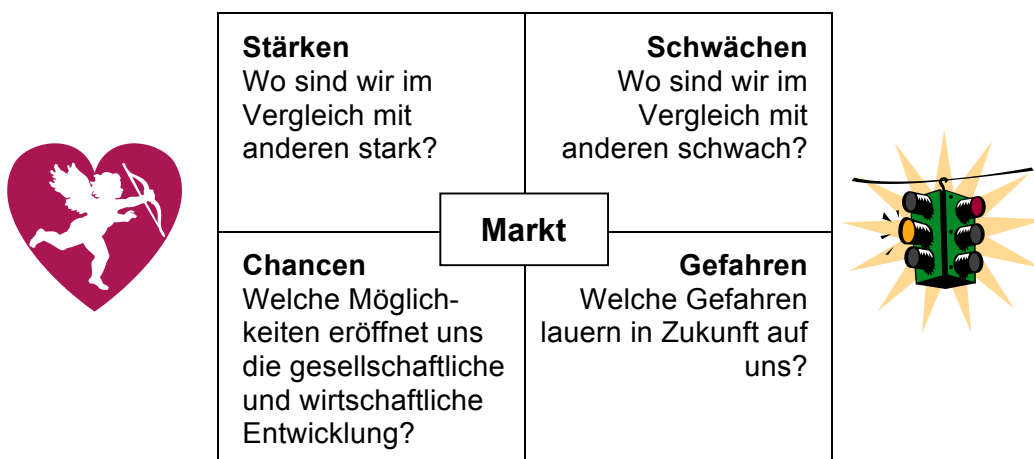 Stärken
Wo sind wir im
Vergleich mit
anderen stark?
Schwächen
Wo sind wir im
Vergleich mit
anderen schwach?
Markt
Chancen
Welche Möglich-
keiten eröffnet uns
die gesellschaftliche
und wirtschaftliche
Entwicklung?
Gefahren
Welche Gefahren
lauern in Zukunft auf
uns?